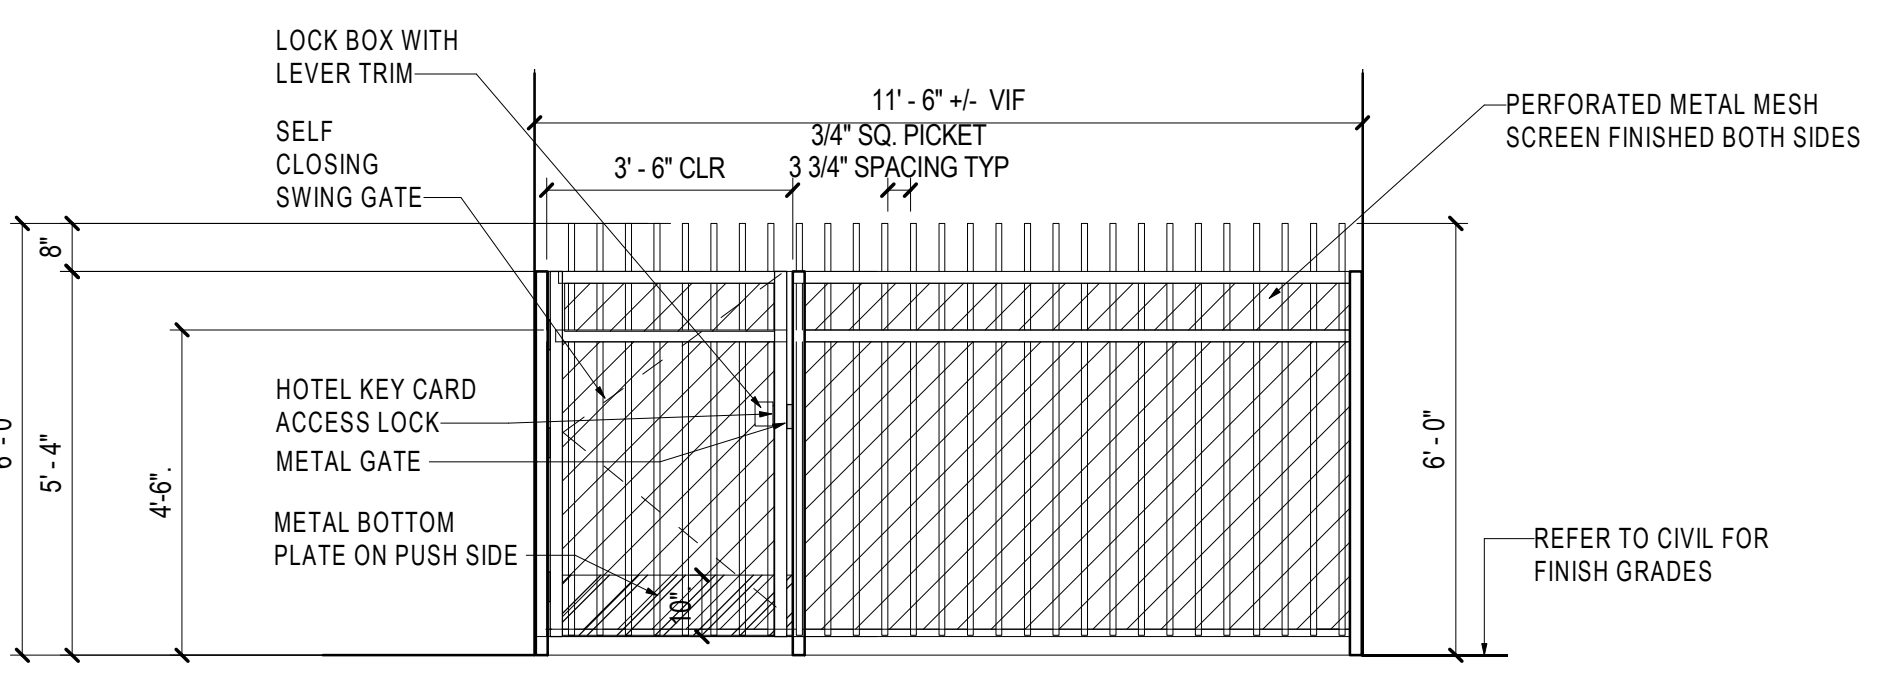 LOCK BOX WITH
LEVER TRIM
SELF
CLOSING
SWING GATE
HOTEL KEY CARD
ACCESS LOCK
METAL GATE
METAL BOTTOM
PLATE ON PUSH SIDE
11' - 6" +/- VIF
3/4" SQ. PICKET
3 3/4" SPACING TYP
3' - 6" CLR
PERFORATED METAL MESH
SCREEN FINISHED BOTH SIDES
REFER TO CIVIL FOR
FINISH GRADES
8"
5' - 4"
4'-6".
10"
6' - 0"